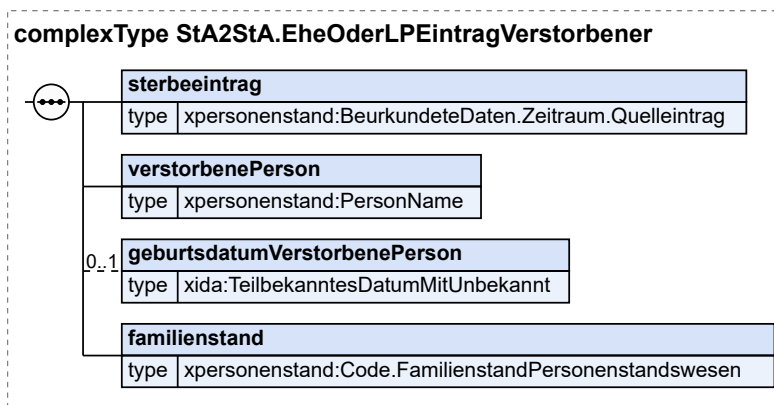 complexType StA2StA.EheOderLPEintragVerstorbener
sterbeeintrag
type xpersonenstand:BeurkundeteDaten.Zeitraum.Quelleintrag
verstorbenePerson
type xpersonenstand:PersonName
0..1
geburtsdatumVerstorbenePerson
type xida:TeilbekanntesDatumMitUnbekannt
familienstand
type xpersonenstand:Code.FamilienstandPersonenstandswesen